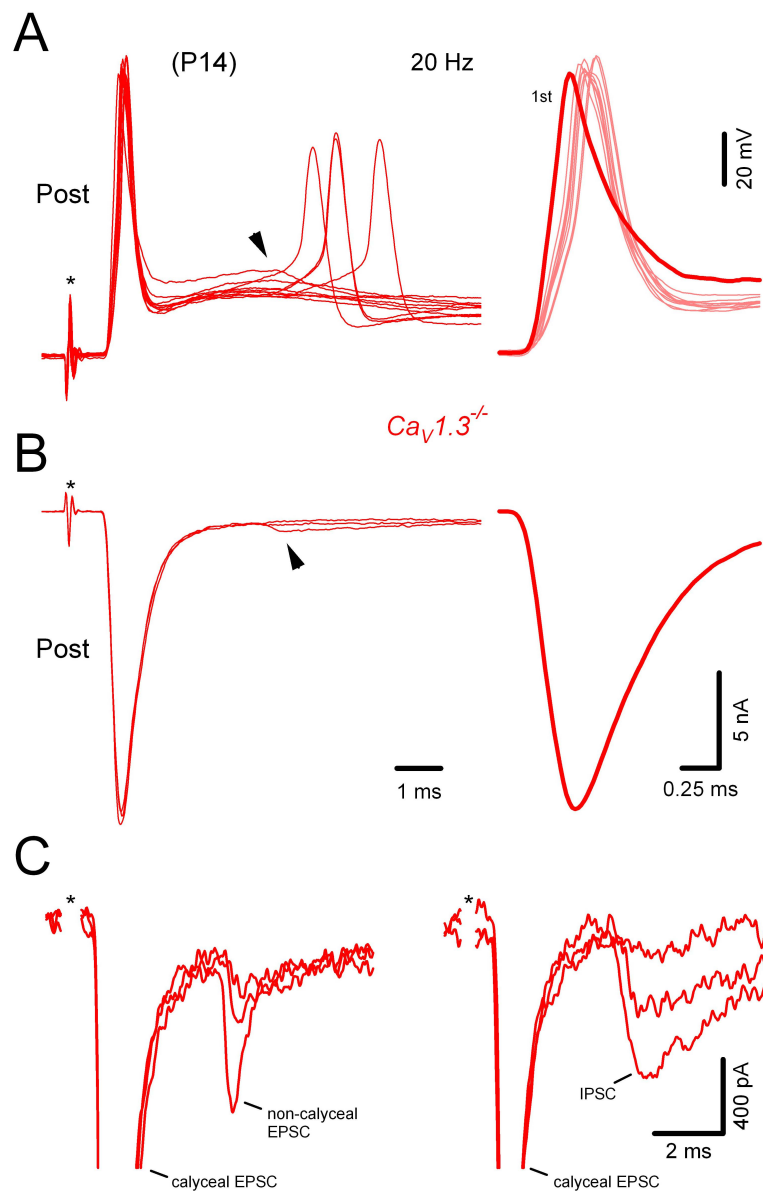 A
(P14)
20 Hz
1st
20 mV
Post
*
Ca_V1.3^-/-
B
*
Post
5 nA
1 ms
0.25 ms
C
*
*
non-calyceal
EPSC
IPSC
400 pA
2 ms
calyceal EPSC
calyceal EPSC